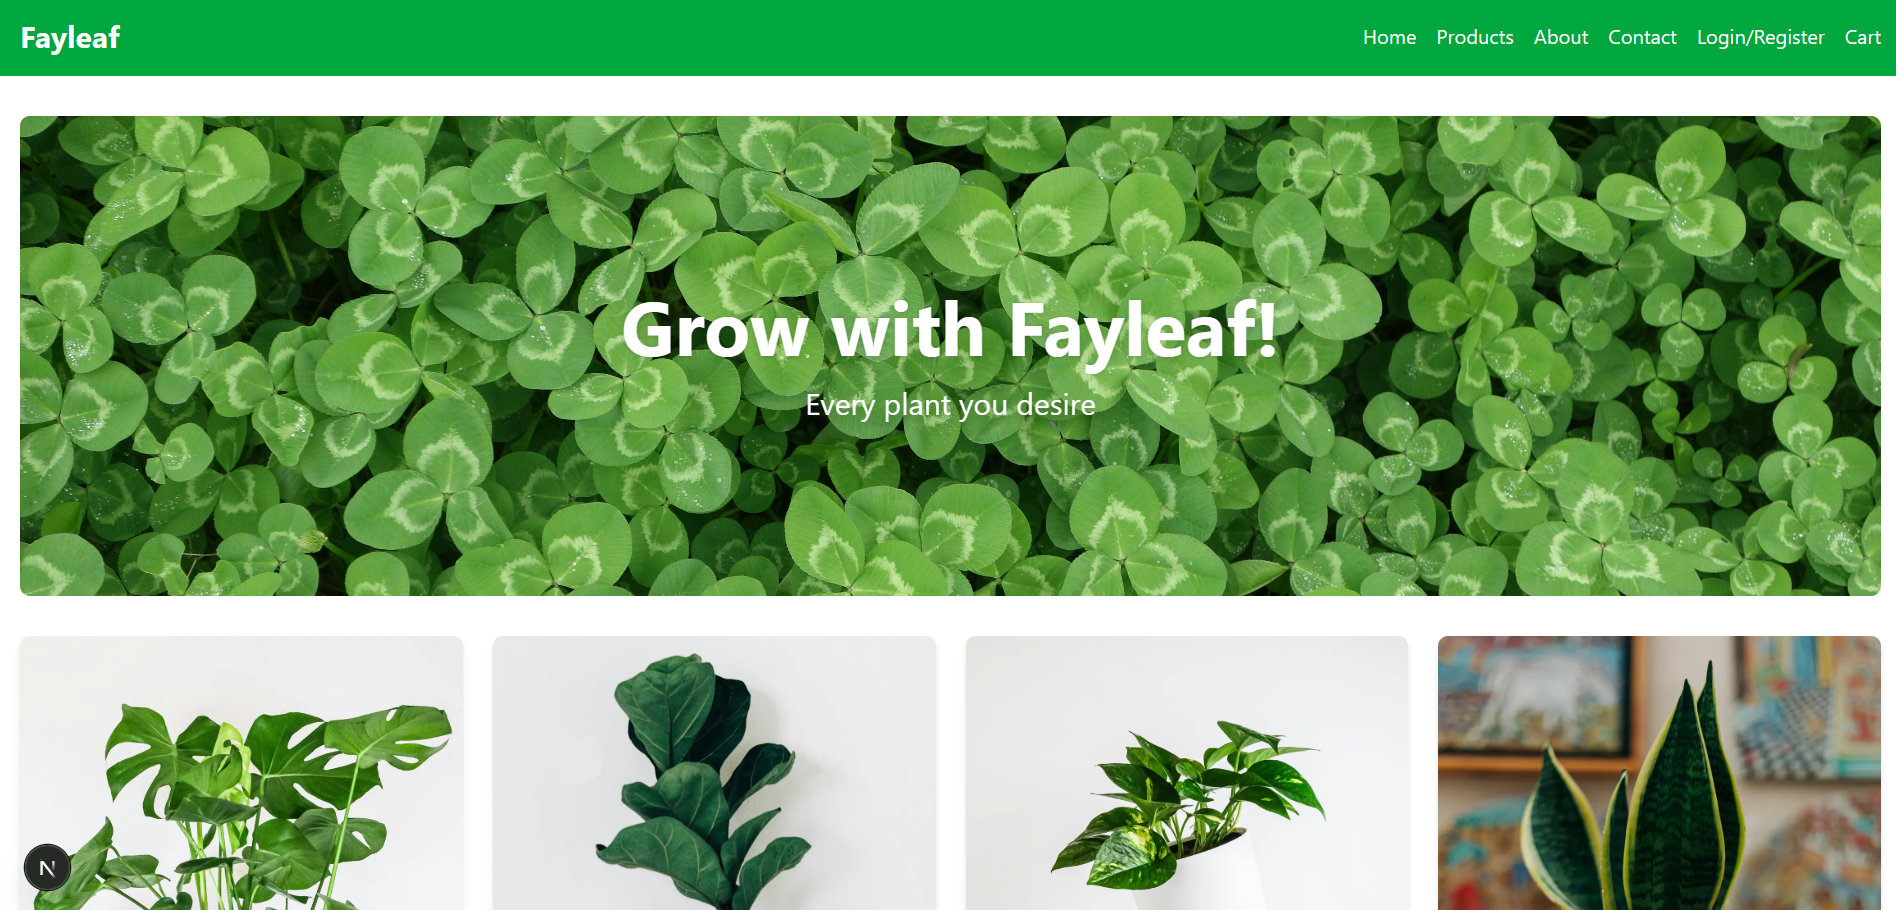 Fayleaf
Home Products About Contact Login/Register Cart
Grow with Fayleaf!
Every plant you desire
N